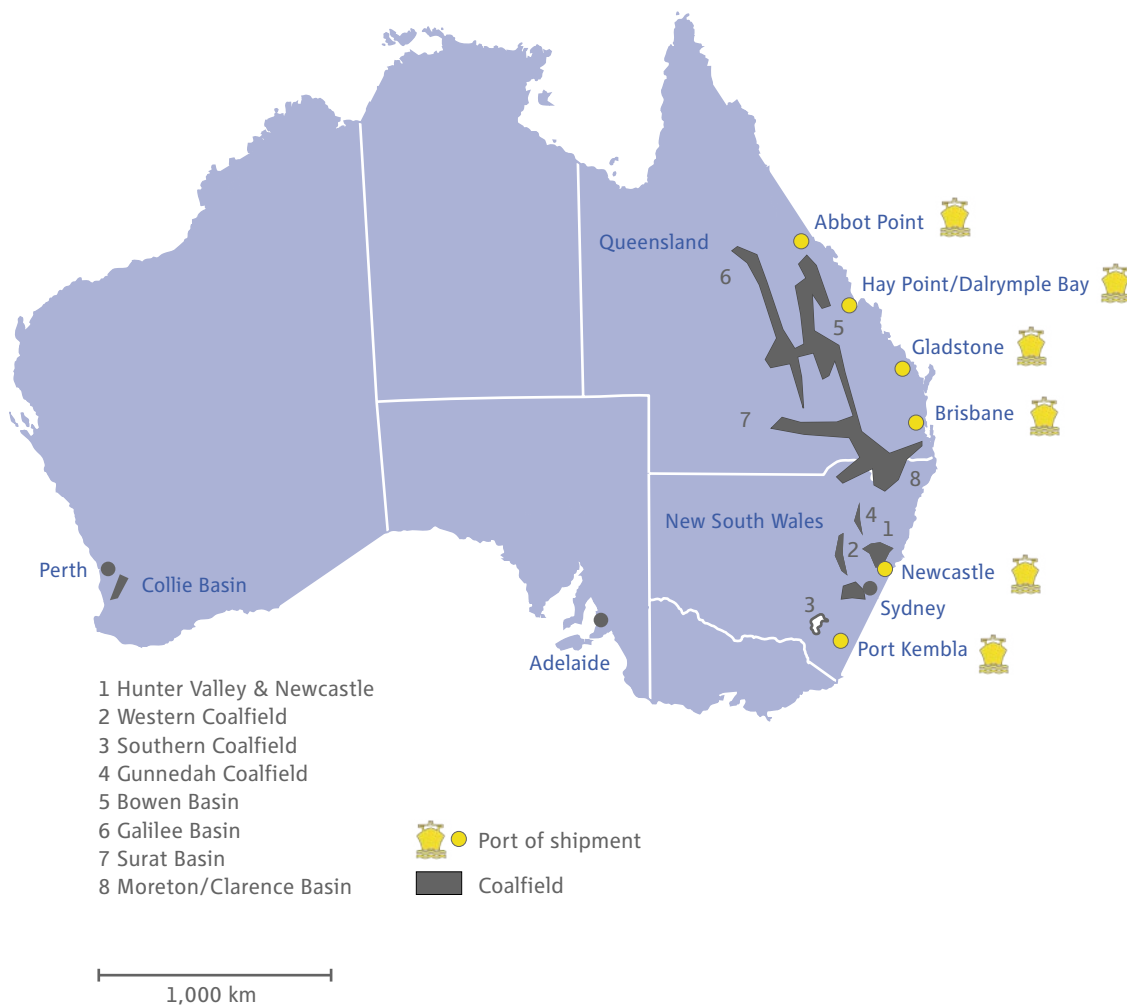 Abbot Point
Queensland
6
Hay Point/Dalrymple Bay
5
Gladstone
7
Brisbane
8
New South Wales
4
1
2
Perth
Collie Basin
Newcastle
3
Sydney
Adelaide
Port Kembla
1 Hunter Valley & Newcastle
2 Western Coalfield
3 Southern Coalfield
4 Gunnedah Coalfield
5 Bowen Basin
6 Galilee Basin
7 Surat Basin
8 Moreton/Clarence Basin
Port of shipment
Coalfield
1,000 km